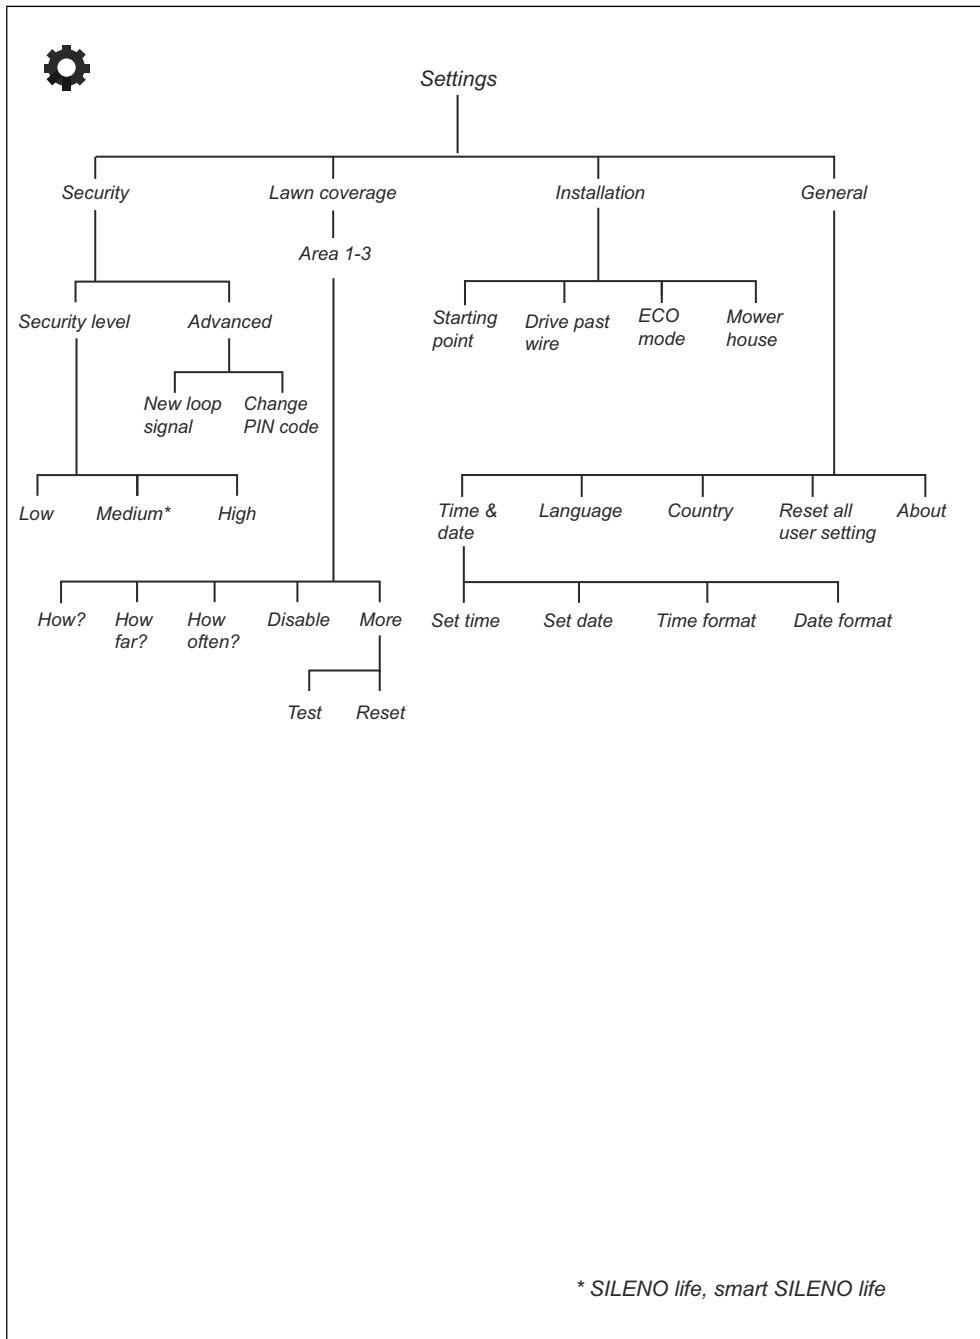 Settings
Security
Lawn coverage
Installation
General
Area 1-3
Security level
Advanced
Starting
point
Drive past
wire
ECO
mode
Mower
house
New loop
signal
Change
PIN code
Low
Medium*
High
Time &
date
Language
Country
Reset all
user setting
About
How?
How
far?
How
often?
Disable
More
Set time
Set date
Time format
Date format
Test
Reset
* SILENO life, smart SILENO life